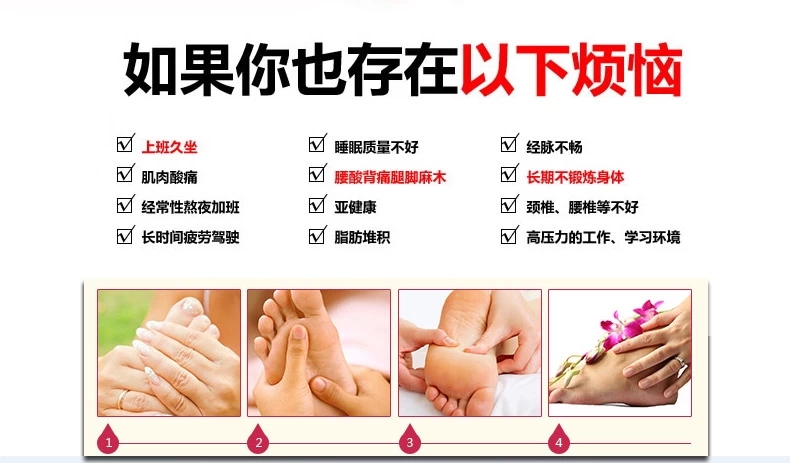 如果你也存在以下烦恼
上班久坐
睡眠质量不好
经脉不畅
肌肉酸痛
腰酸背痛腿脚麻木
长期不锻炼身体
经常性熬夜加班
亚健康
颈椎、腰椎等不好
长时间疲劳驾驶
脂肪堆积
高压力的工作、学习环境
1
2
3
4